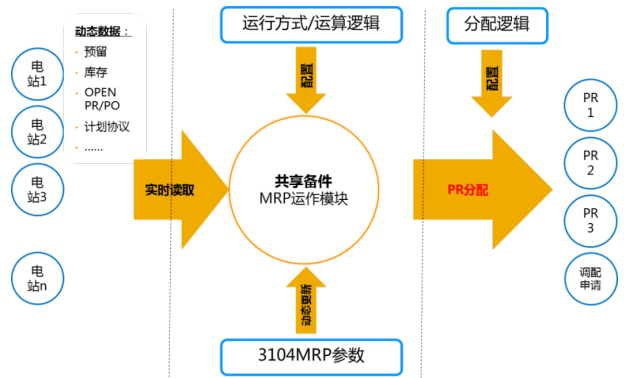 运行方式/运算逻辑
分配逻辑
动态数据：
· 预留
· 库存
· OPEN
PR/PO
· 计划协议
· ……
电
站1
电
站2
电
站3
电
站n
配置
配置
实时读取
共享备件
MRP运作模块
PR分配
动态更新
3104MRP参数
PR
1
PR
2
PR
3
调配
申请